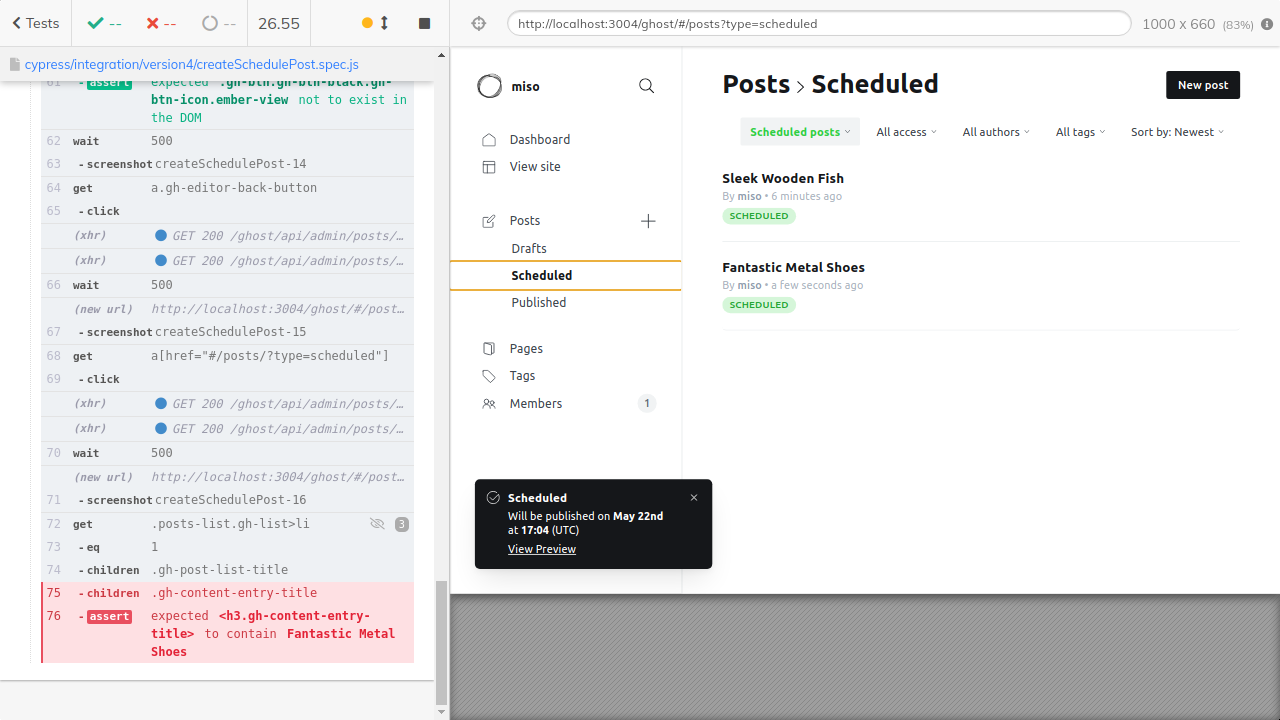 Tests
--
--
--
26.55
cypress/integration/version4/createSchedulePost.spec.js
61 - assert expected .gh-btn.gh-btn-black.gh-
btn-icon.ember-view not to exist in
the DOM
62 wait 500
63 - screenshot createSchedulePost-14
64 get a.gh-editor-back-button
65 - click
(xhr) GET 200 /ghost/api/admin/posts/…
(xhr) GET 200 /ghost/api/admin/posts/…
66 wait 500
(new url) http://localhost:3004/ghost/#/post…
67 - screenshot createSchedulePost-15
68 get a[href="#/posts/?type=scheduled"]
69 - click
(xhr) GET 200 /ghost/api/admin/posts/…
(xhr) GET 200 /ghost/api/admin/posts/…
70 wait 500
(new url) http://localhost:3004/ghost/#/post…
71 - screenshot createSchedulePost-16
72 get .posts-list.gh-list>li 3
73 - eq 1
74 - children .gh-post-list-title
75 - children .gh-content-entry-title
76 - assert expected <h3.gh-content-entry-
title> to contain Fantastic Metal
Shoes
http://localhost:3004/ghost/#/posts?type=scheduled
1000 x 660 (83%)
miso
Dashboard
View site
Posts
Drafts
Scheduled
Published
Pages
Tags
Members 1
Posts > Scheduled
New post
Scheduled posts
All access
All authors
All tags
Sort by: Newest
Sleek Wooden Fish
By miso • 6 minutes ago
SCHEDULED
Fantastic Metal Shoes
By miso • a few seconds ago
SCHEDULED
Scheduled
Will be published on May 22nd
at 17:04 (UTC)
View Preview